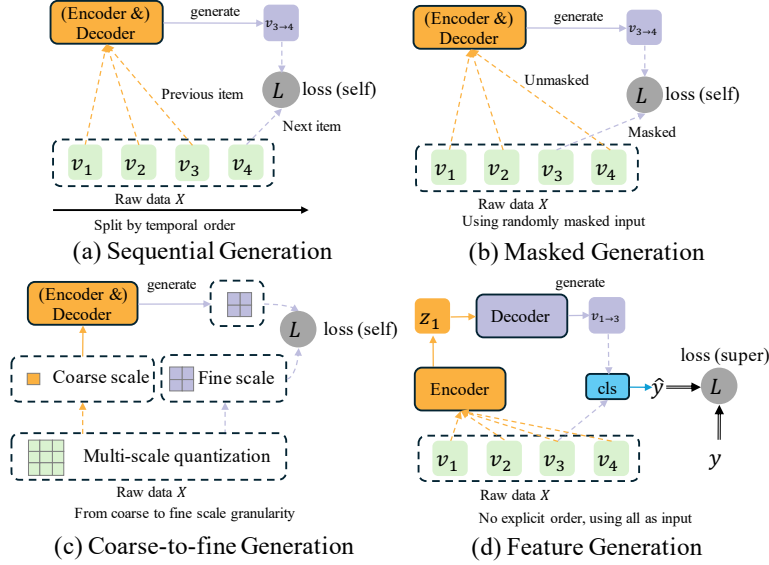 (Encoder &)
Decoder
generate
v3→4
L
loss (self)
Previous item
Next item
v1
v2
v3
v4
Raw data X
Split by temporal order
(a) Sequential Generation
(Encoder &)
Decoder
generate
v3→4
Unmasked
L
loss (self)
Masked
v1
v2
v3
v4
Raw data X
Using randomly masked input
(b) Masked Generation
(Encoder &)
Decoder
generate
L
loss (self)
Coarse scale
Fine scale
Multi-scale quantization
Raw data X
From coarse to fine scale granularity
(c) Coarse-to-fine Generation
generate
z1
Decoder
v1→3
loss (super)
Encoder
cls
ŷ
L
v1
v2
v3
v4
y
Raw data X
No explicit order, using all as input
(d) Feature Generation